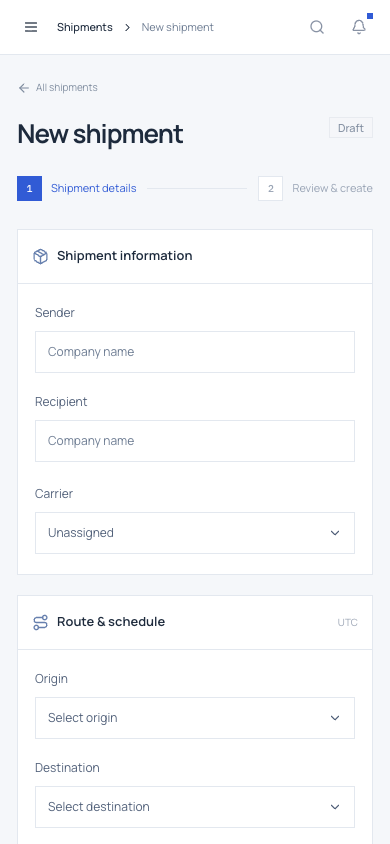 Shipments
New shipment
All shipments
New shipment
Draft
1
Shipment details
2
Review & create
Shipment information
Sender
Company name
Recipient
Company name
Carrier
Unassigned
Route & schedule
UTC
Origin
Select origin
Destination
Select destination